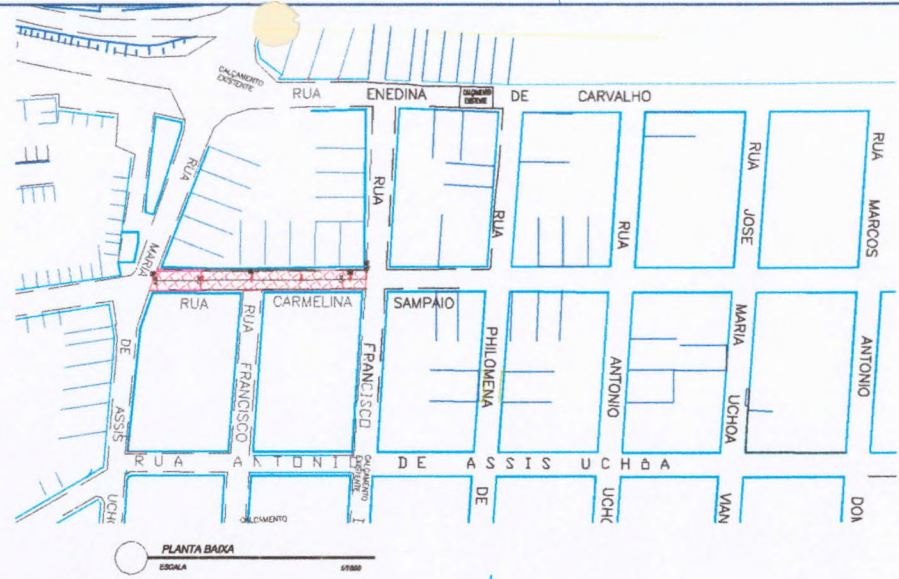 CALÇAMENTO
EXISTENTE
RUA ENEDINA DE CARVALHO
CALÇAMENTO
EXISTENTE
RUA MARIA DE ASSIS UCHO
RUA CARMELINA SAMPAIO
RUA FRANCISCO
RUA FRANCISCO
RUA PHILOMENA DE
RUA ANTONIO UCHO
RUA JOSE MARIA UCHOA VIAN
RUA MARCOS ANTONIO DOM
RUA ANTONIO DE ASSIS UCHÔA
CALÇAMENTO
EXISTENTE
CALÇAMENTO
PLANTA BAIXA
ESCALA